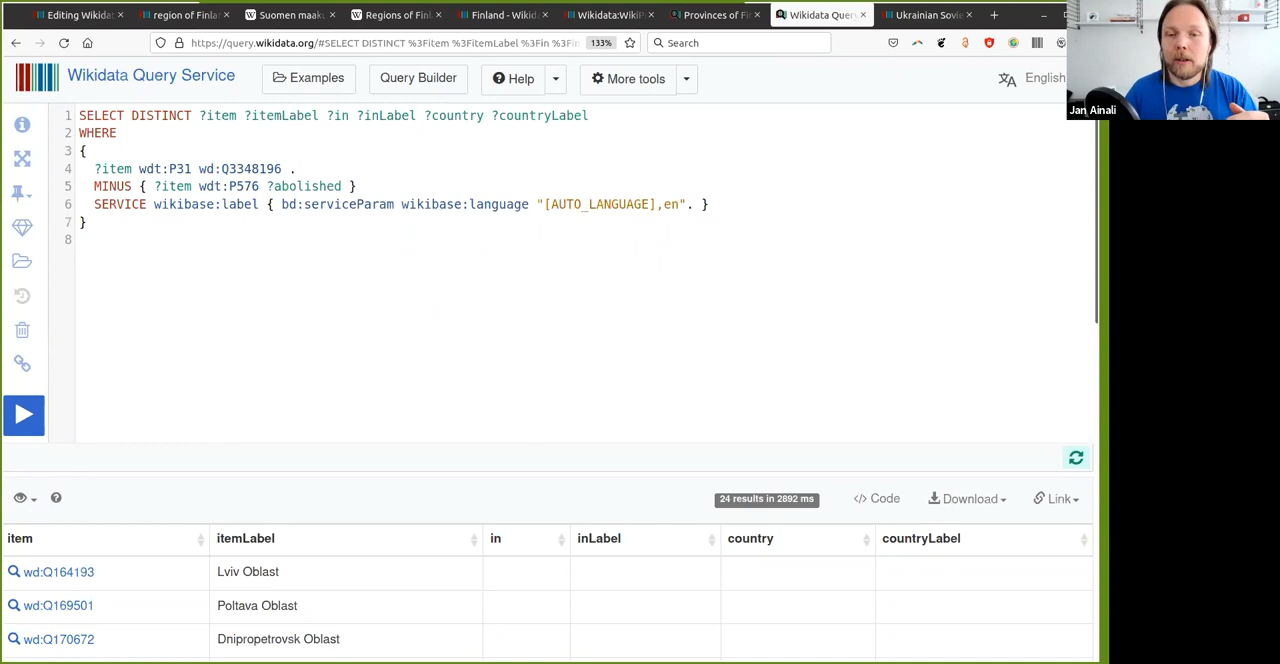 Editing Wikidat
region of Finla
Suomen maaku
Regions of Finl
Finland - Wikid
Wikidata:WikiP
Provinces of Fi
Wikidata Query
Ukrainian Sovie
https://query.wikidata.org/#SELECT DISTINCT %3Fitem %3FitemLabel %3Fin %3Fin
133%
Search
Wikidata Query Service
Examples
Query Builder
Help
More tools
English
Jan Ainali
1 SELECT DISTINCT ?item ?itemLabel ?in ?inLabel ?country ?countryLabel
2 WHERE
3 {
4 ?item wdt:P31 wd:Q3348196 .
5 MINUS { ?item wdt:P576 ?abolished }
6 SERVICE wikibase:label { bd:serviceParam wikibase:language "[AUTO_LANGUAGE],en". }
7 }
8
24 results in 2892 ms
</> Code
Download
Link
item itemLabel in inLabel country countryLabel
wd:Q164193 Lviv Oblast
wd:Q169501 Poltava Oblast
wd:Q170672 Dnipropetrovsk Oblast